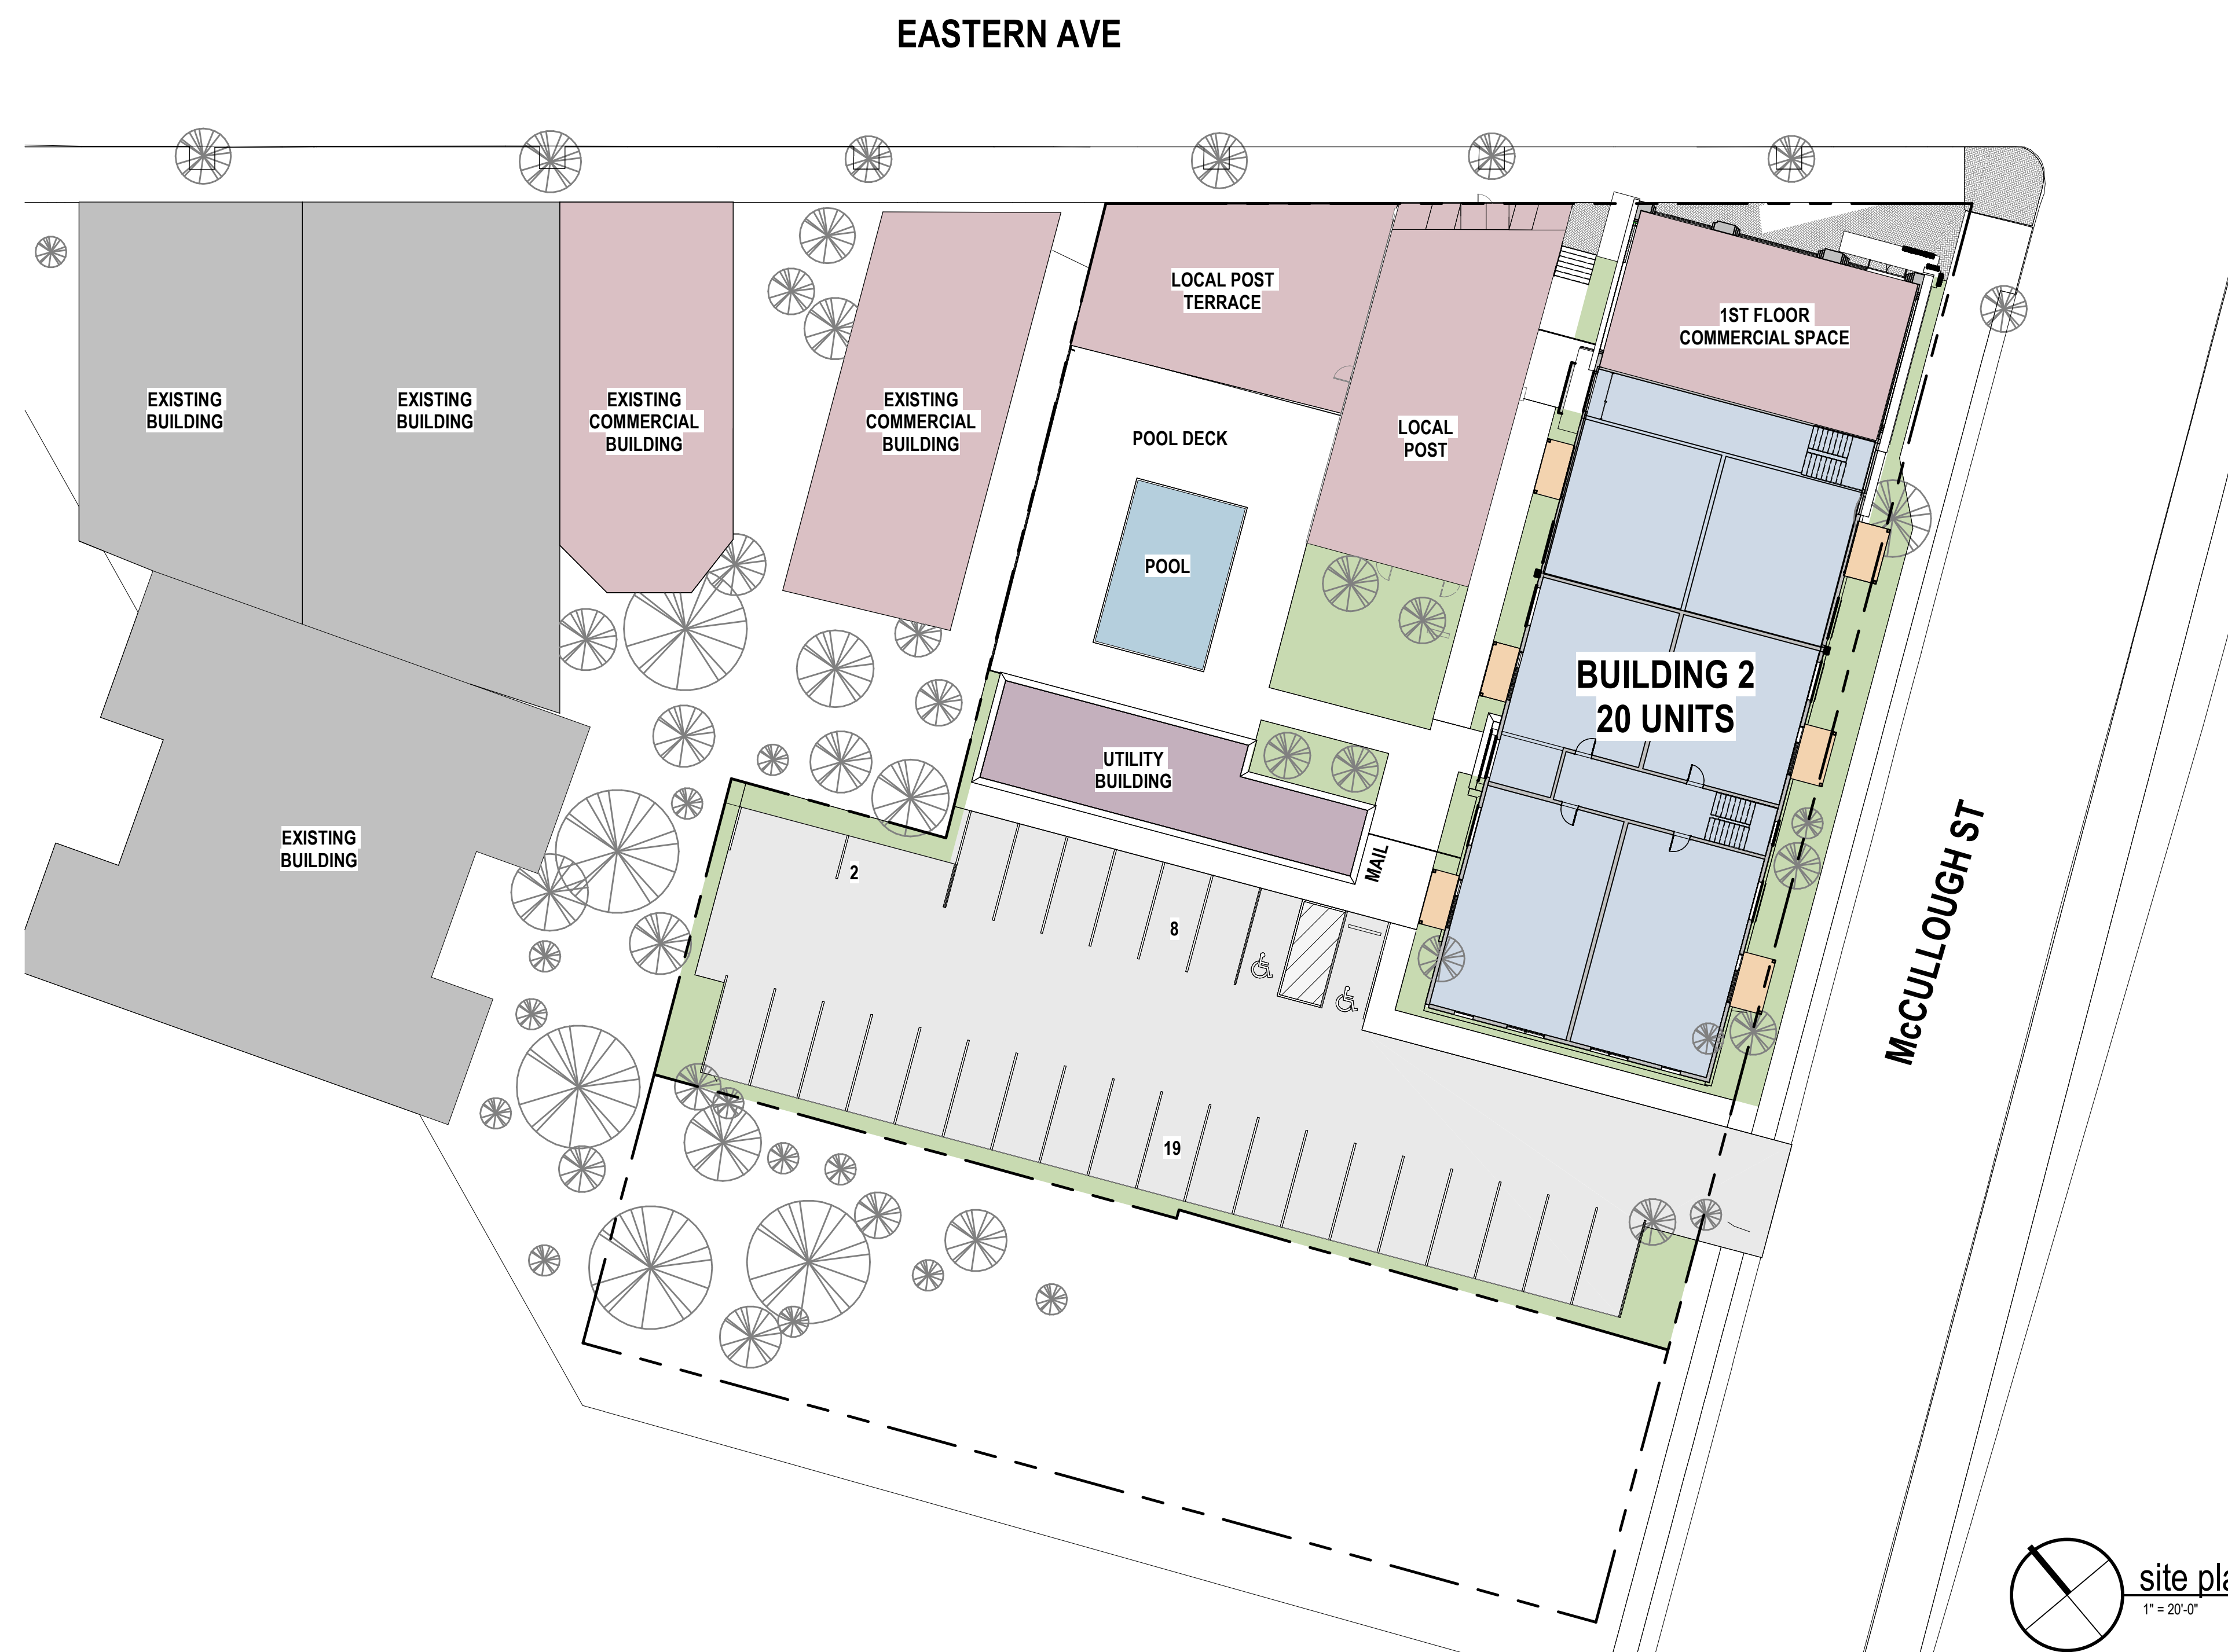 EASTERN AVE
LOCAL POST
TERRACE
1ST FLOOR
COMMERCIAL SPACE
EXISTING
BUILDING
EXISTING
BUILDING
EXISTING
COMMERCIAL
BUILDING
EXISTING
COMMERCIAL
BUILDING
POOL DECK
LOCAL
POST
POOL
BUILDING 2
20 UNITS
UTILITY
BUILDING
EXISTING
BUILDING
MAIL
2
8
McCULLOUGH ST
19
site pla
1" = 20'-0"